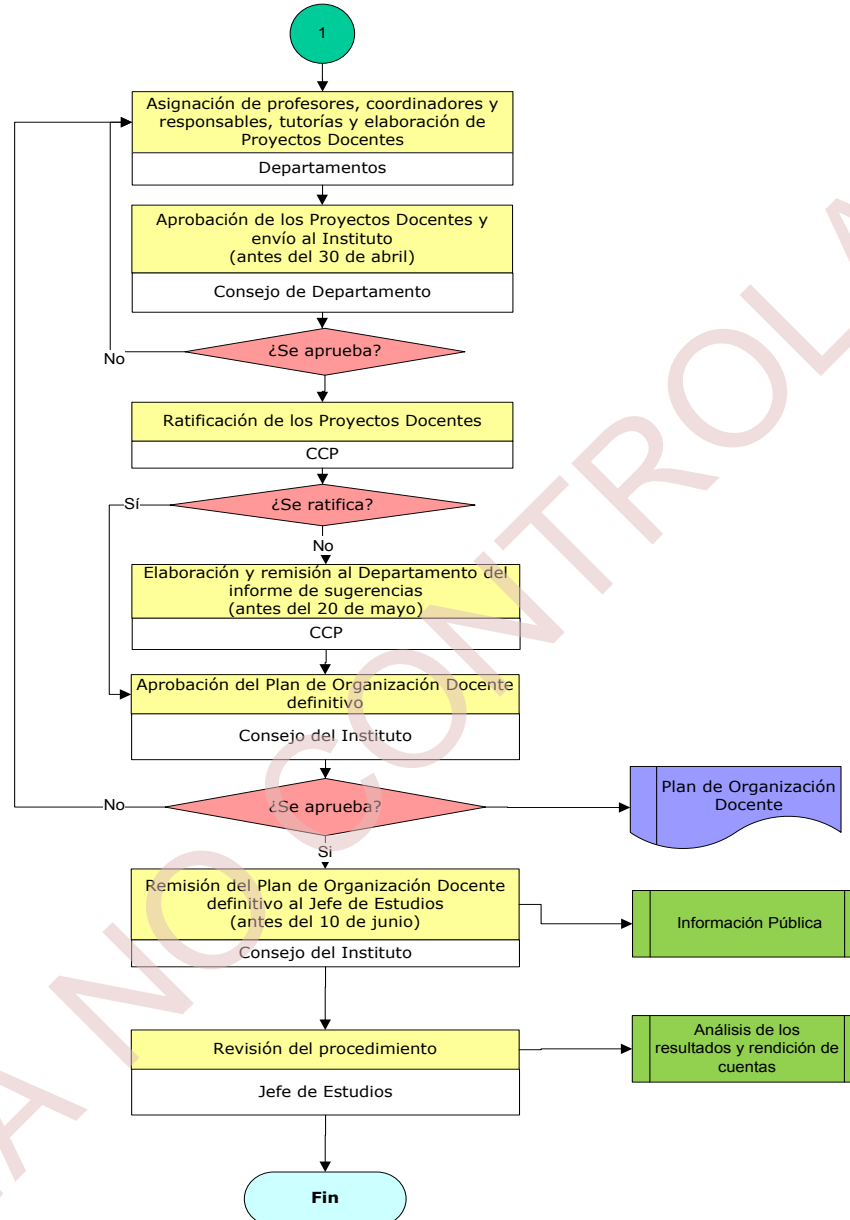 1
Asignación de profesores, coordinadores y
responsables, tutorías y elaboración de
Proyectos Docentes
Departamentos
Aprobación de los Proyectos Docentes y
envío al Instituto
(antes del 30 de abril)
Consejo de Departamento
¿Se aprueba?
No
Ratificación de los Proyectos Docentes
CCP
¿Se ratifica?
Sí
No
Elaboración y remisión al Departamento del
informe de sugerencias
(antes del 20 de mayo)
CCP
Aprobación del Plan de Organización Docente
definitivo
Consejo del Instituto
¿Se aprueba?
No
Plan de Organización
Docente
Si
Remisión del Plan de Organización Docente
definitivo al Jefe de Estudios
(antes del 10 de junio)
Consejo del Instituto
Información Pública
Revisión del procedimiento
Jefe de Estudios
Análisis de los
resultados y rendición de
cuentas
Fin
A NO CONTROLA